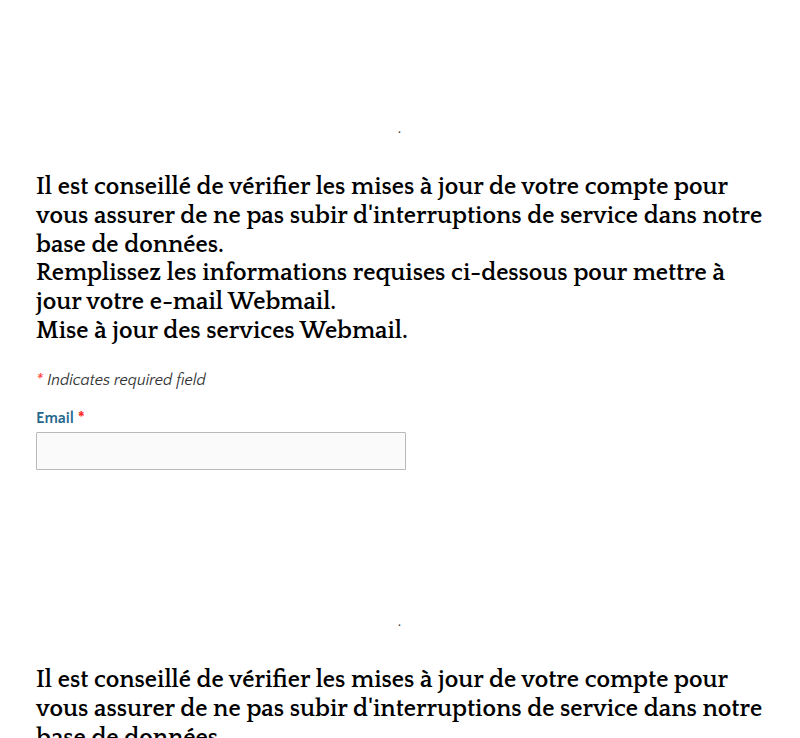 .
Il est conseillé de vérifier les mises à jour de votre compte pour
vous assurer de ne pas subir d'interruptions de service dans notre
base de données.
Remplissez les informations requises ci-dessous pour mettre à
jour votre e-mail Webmail.
Mise à jour des services Webmail.
* Indicates required field
Email *
.
Il est conseillé de vérifier les mises à jour de votre compte pour
vous assurer de ne pas subir d'interruptions de service dans notre
base de données.